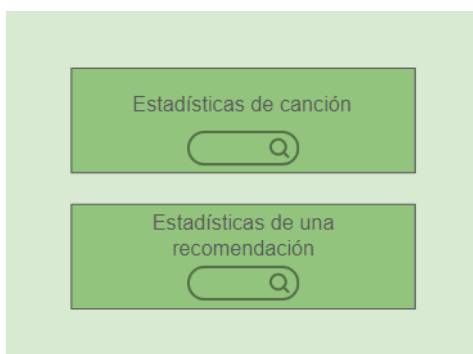 Estadísticas de canción
Estadísticas de una
recomendación